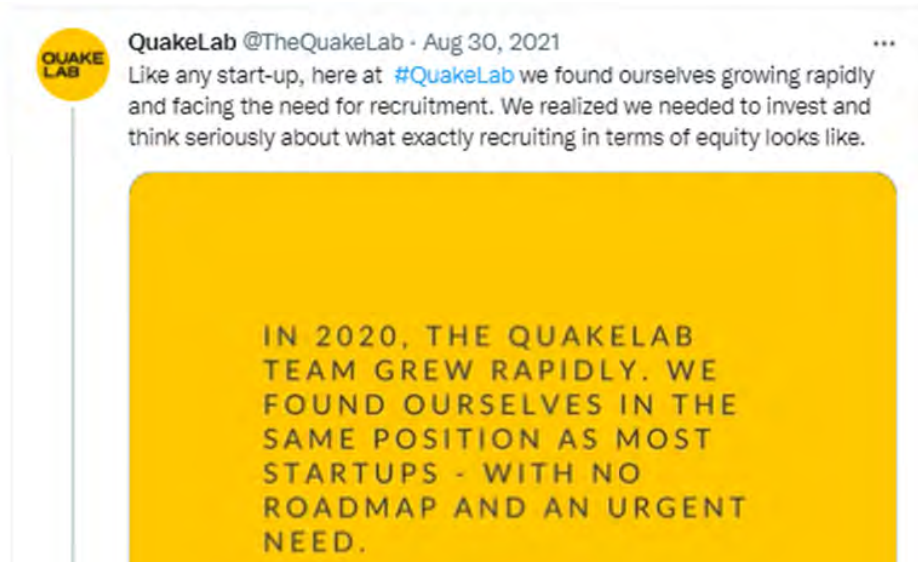 QUAKE
LAB
QuakeLab @TheQuakeLab · Aug 30, 2021
Like any start-up, here at #QuakeLab we found ourselves growing rapidly
and facing the need for recruitment. We realized we needed to invest and
think seriously about what exactly recruiting in terms of equity looks like.
IN 2020, THE QUAKELAB
TEAM GREW RAPIDLY. WE
FOUND OURSELVES IN THE
SAME POSITION AS MOST
STARTUPS - WITH NO
ROADMAP AND AN URGENT
NEED.